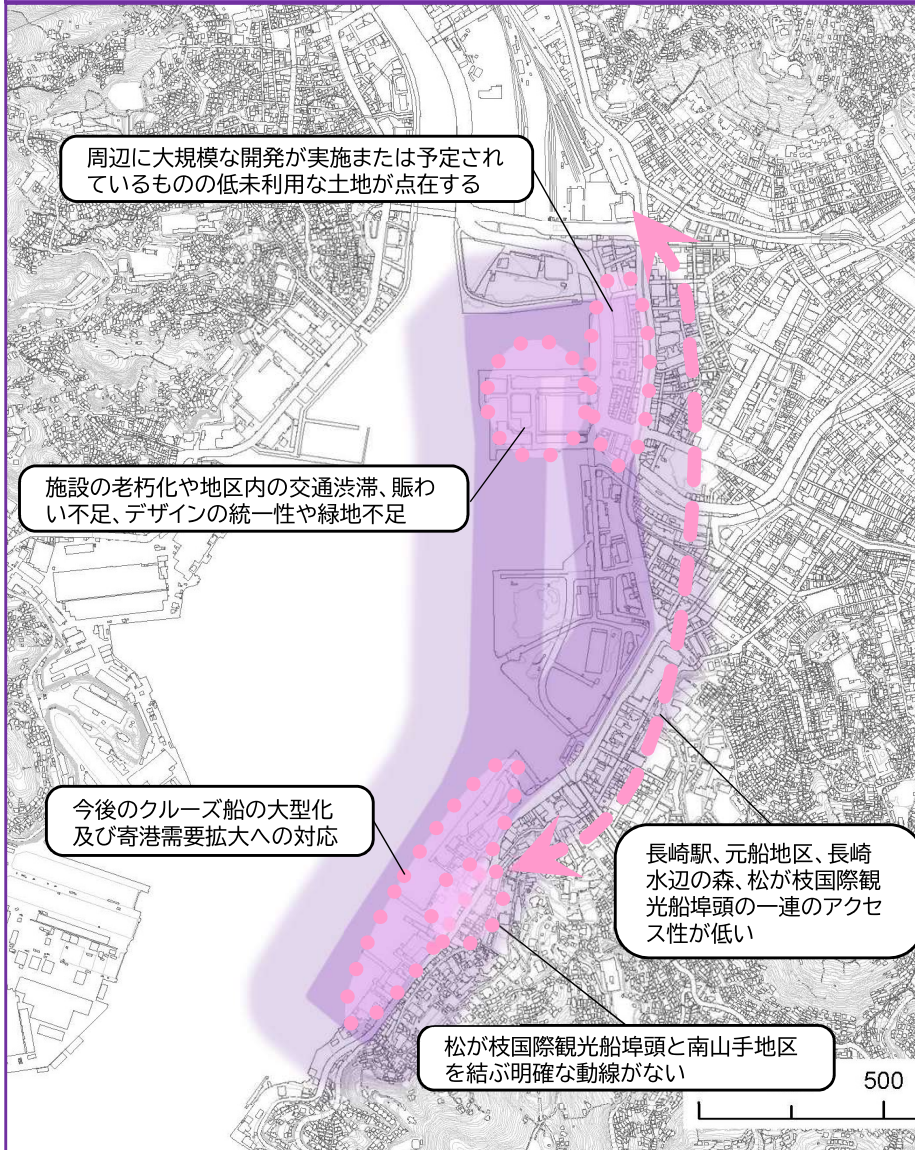 周辺に大規模な開発が実施または予定され
ているものの低未利用な土地が点在する
施設の老朽化や地区内の交通渋滞、賑わ
い不足、デザインの統一性や緑地不足
今後のクルーズ船の大型化
及び寄港需要拡大への対応
長崎駅、元船地区、長崎
水辺の森、松が枝国際観
光船埠頭の一連のアクセ
ス性が低い
松が枝国際観光船埠頭と南山手地区
を結ぶ明確な動線がない
500